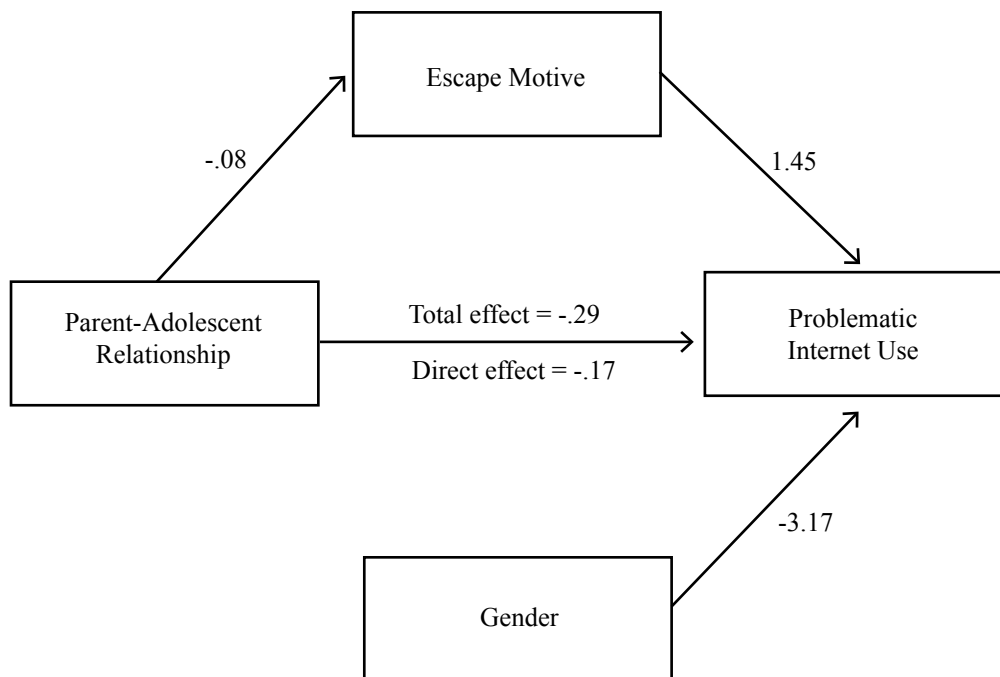 Escape Motive
-.08
1.45
Parent-Adolescent
Relationship
Total effect = -.29
Direct effect = -.17
Problematic
Internet Use
-3.17
Gender